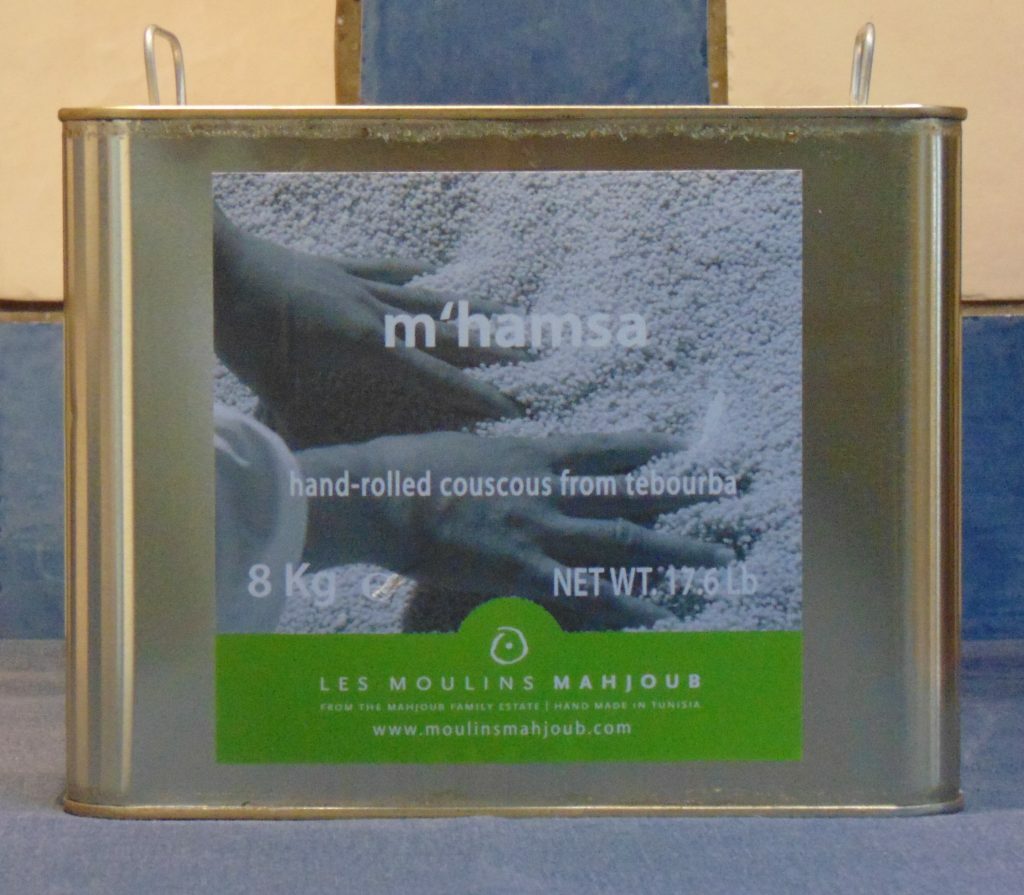 m'hamsa
hand-rolled couscous from tebourba
8 Kg ℮ NET WT. 17.6 Lb
LES MOULINS MAHJOUB
FROM THE MAHJOUB FAMILY ESTATE | HAND MADE IN TUNISIA
www.moulinsmahjoub.com